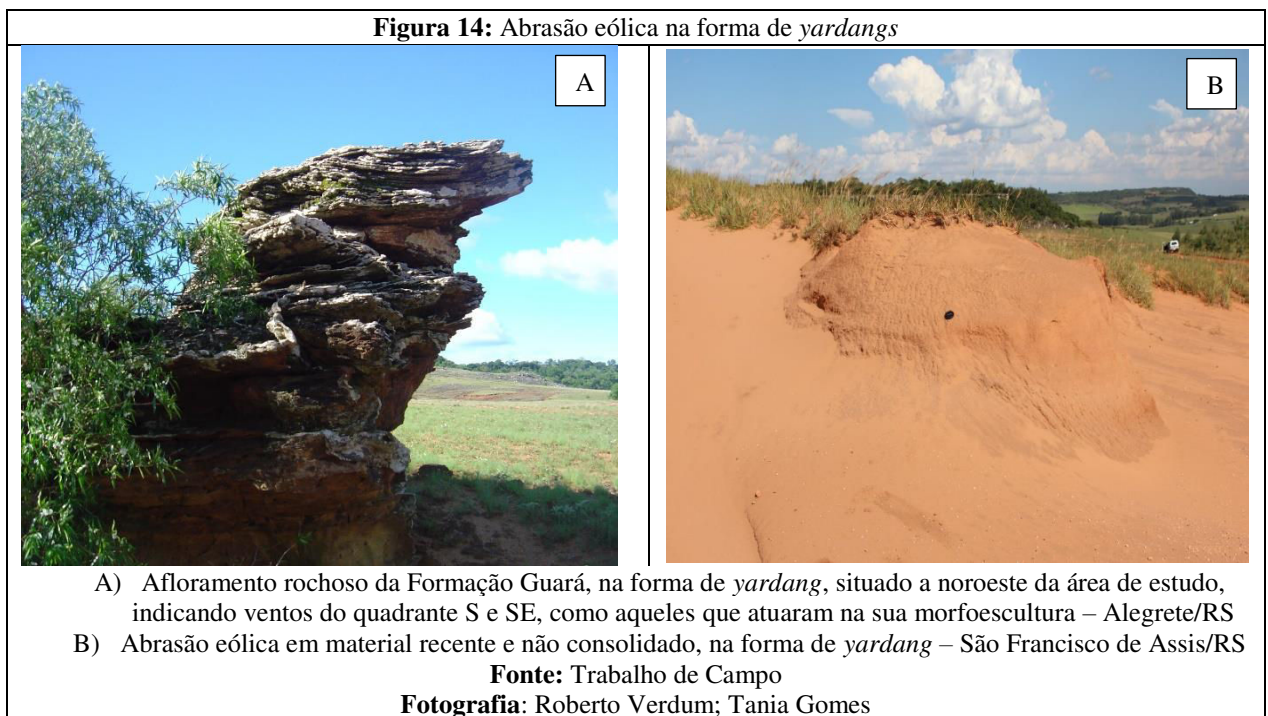 Figura 14: Abrasão eólica na forma de yardangs
A
B
A) Afloramento rochoso da Formação Guará, na forma de yardang, situado a noroeste da área de estudo,
indicando ventos do quadrante S e SE, como aqueles que atuaram na sua morfoescultura – Alegrete/RS
B) Abrasão eólica em material recente e não consolidado, na forma de yardang – São Francisco de Assis/RS
Fonte: Trabalho de Campo
Fotografia: Roberto Verdum; Tania Gomes